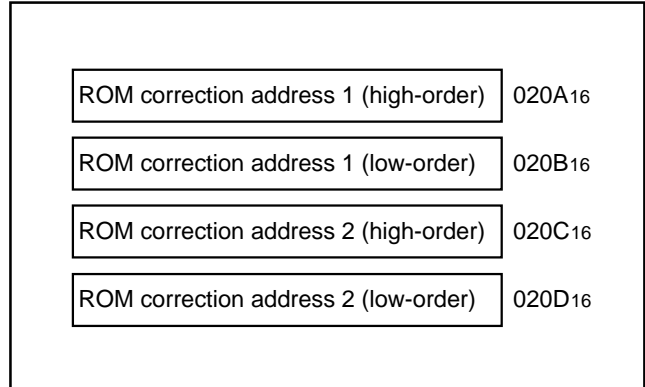 ROM correction address 1 (high-order) 020A16
ROM correction address 1 (low-order) 020B16
ROM correction address 2 (high-order) 020C16
ROM correction address 2 (low-order) 020D16